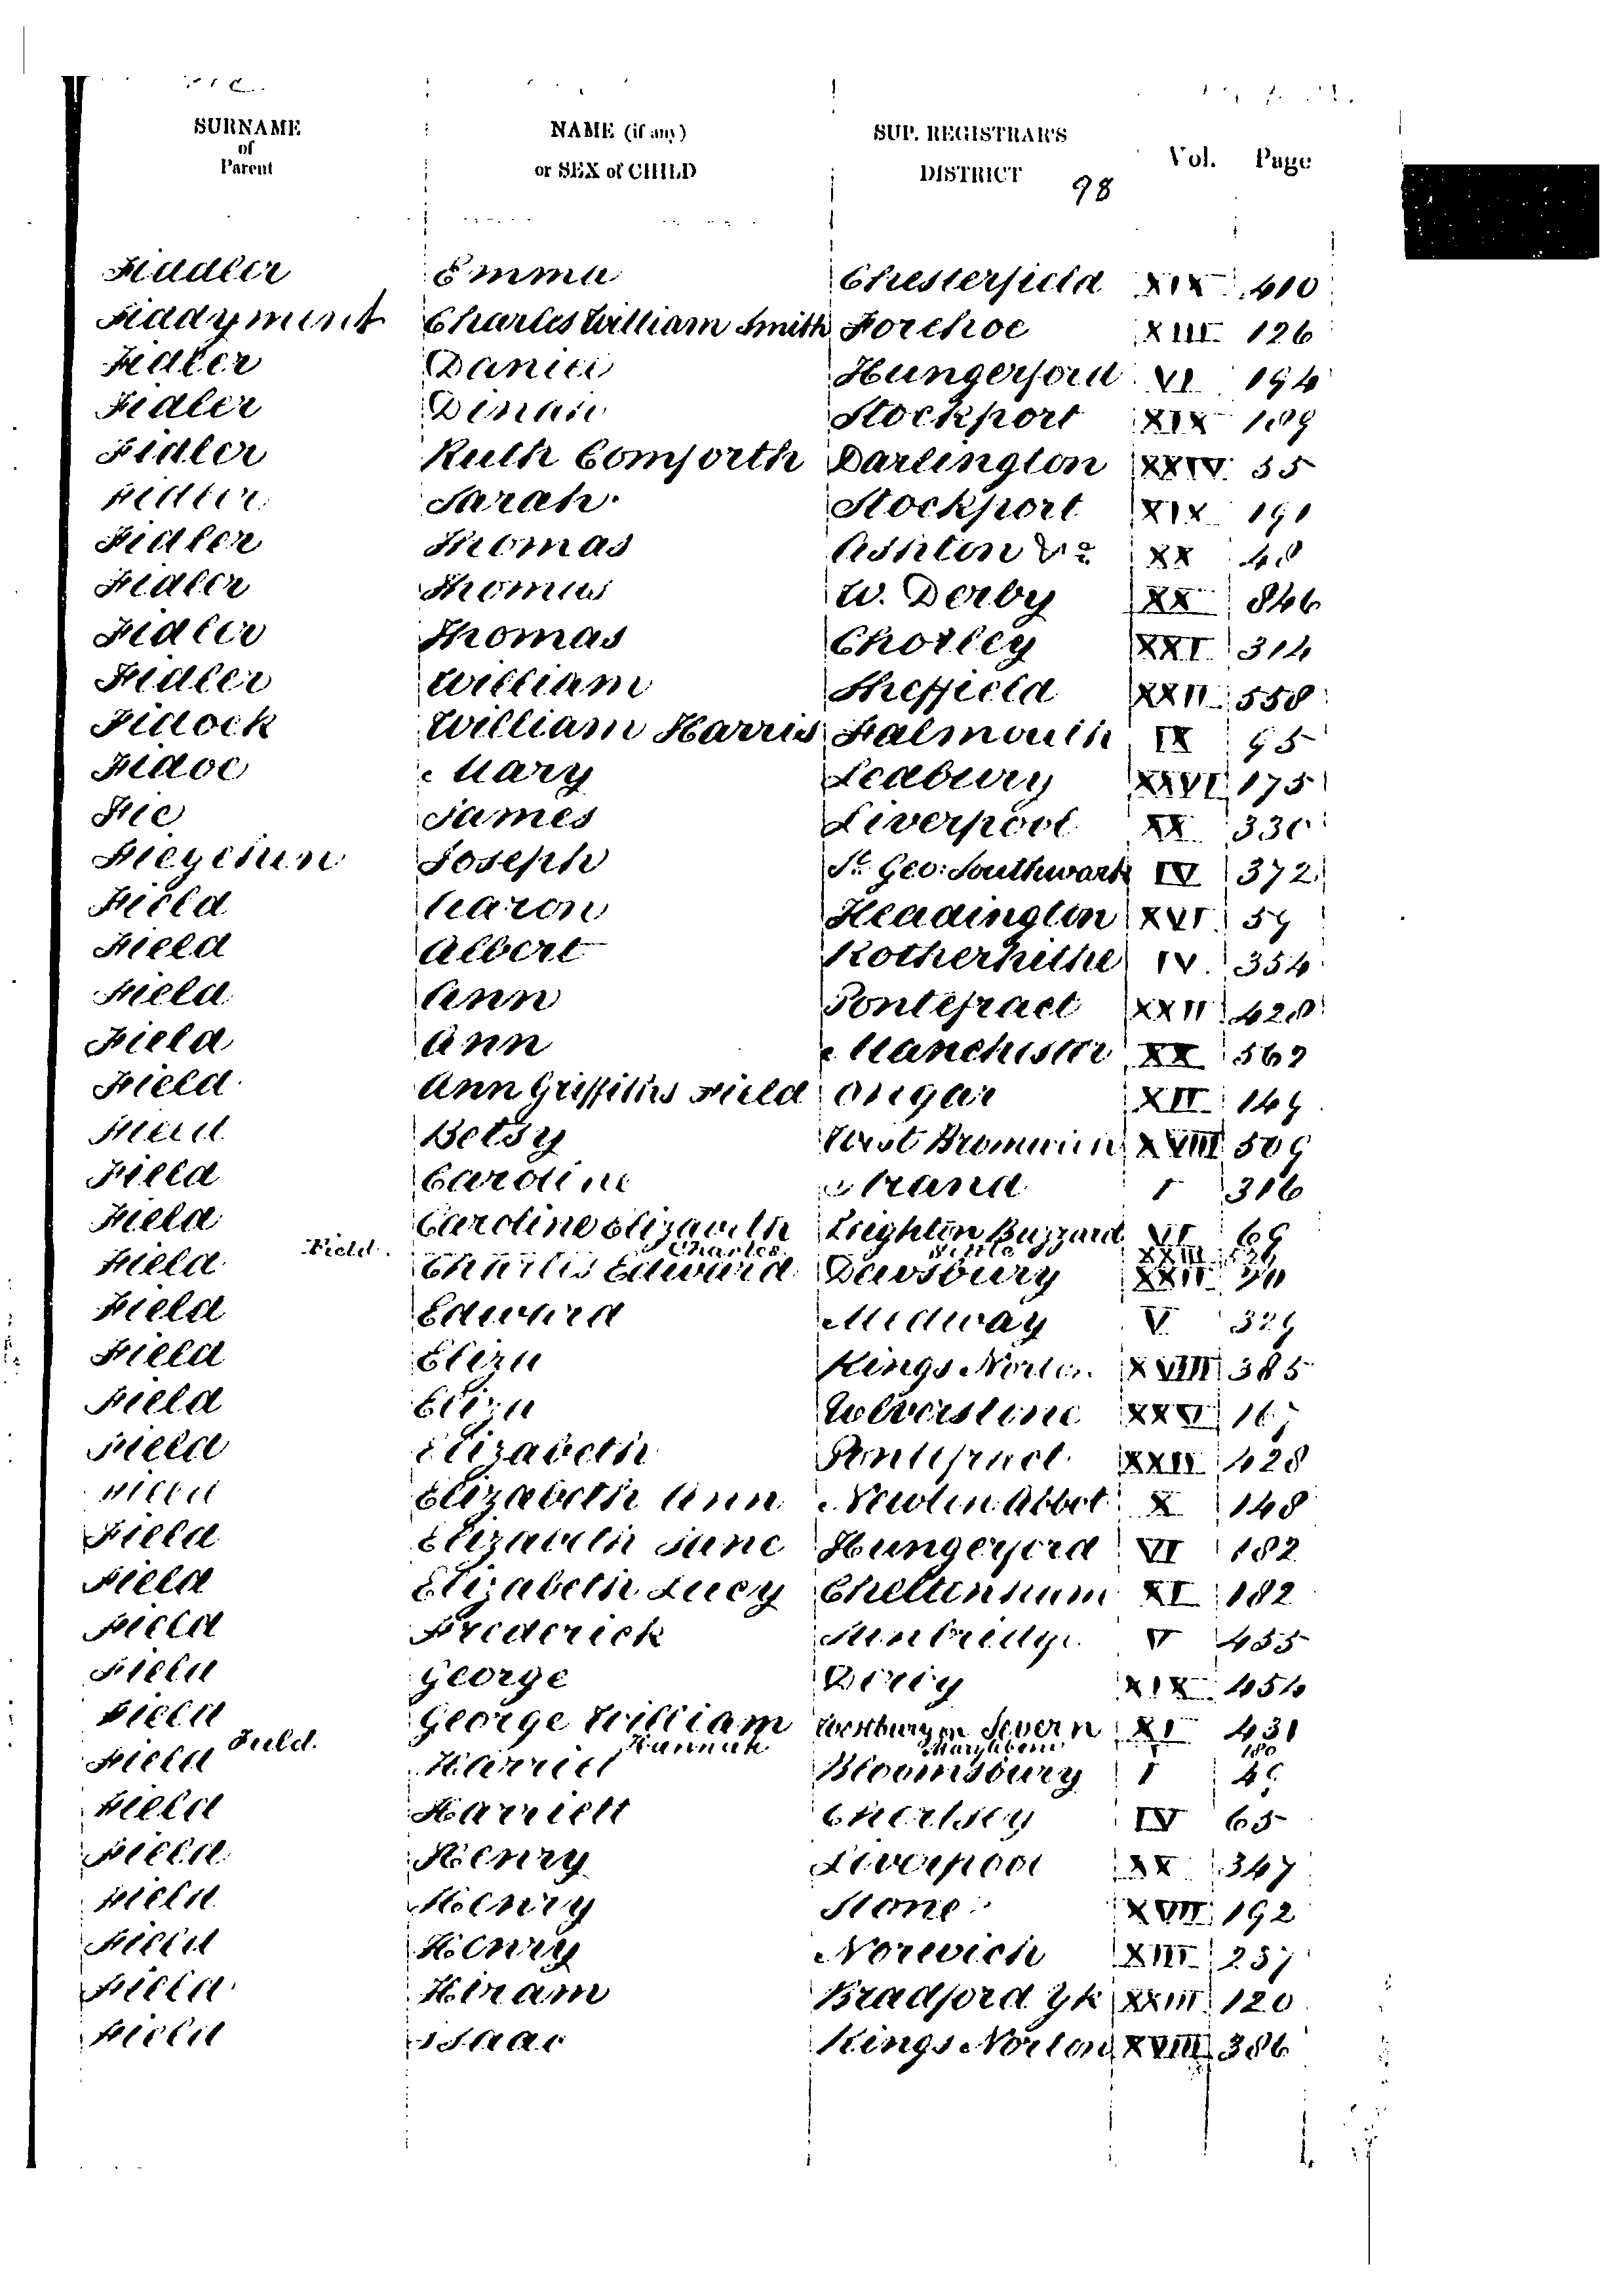 SURNAME of Parent NAME (if any) or SEX of CHILD SUP. REGISTRAR'S DISTRICT Vol. Page
98
Fiddler Emma Chesterfield XIX 410
Fiddyment Charles William Smith Forehoe XIII 126
Fidler Daniel Hungerford VI 194
Fidler Dinah Stockport XIX 189
Fidler Ruth Comforth Darlington XXIV 55
Fidler Sarah Stockport XIX 191
Fidler Thomas Ashton &c XX 48
Fidler Thomas W. Derby XX 846
Fidler Thomas Chorley XXI 314
Fidler William Sheffield XXII 558
Fidock William Harris Falmouth IX 95
Fidoe Mary Ledbury XXVI 175
Fie James Liverpool XX 330
Joseph St Geo: Southwark IV 372
Field Aaron Headington XVI 59
Field Albert Rotherhithe IV 354
Field Ann Pontefract XXII 428
Field Ann Manchester XX 562
Field Ann Griffiths Field Ongar XII 149
Field Betsy West Bromwich XVIII 509
Field Caroline Strand I 316
Field Caroline Elizabeth Leighton Buzzard VI 69
Field Charles Settle XXIII
Field Charles Edward Dewsbury XXII
Field Edward Medway V 329
Field Eliza Kings Norton XVIII 385
Field Eliza Ulverstone XXV 167
Field Elizabeth Pontefract XXII 428
Field Elizabeth Ann Newton Abbot X 148
Field Elizabeth Jane Hungerford VI 182
Field Elizabeth Lucy Cheltenham XI 182
Field Frederick Tunbridge V 455
Field George Derby XIX 454
Field George William Westbury on Severn XI 431
Field Hannah Marylebone I 180
Field Harriet Bloomsbury I
Field Harriett Chertsey IV 65
Field Henry Liverpool XX 347
Field Henry Stone XVII 192
Field Henry Norwich XIII 257
Field Hiram Bradford Yk XXIII 120
Field Isaac Kings Norton XVIII 386